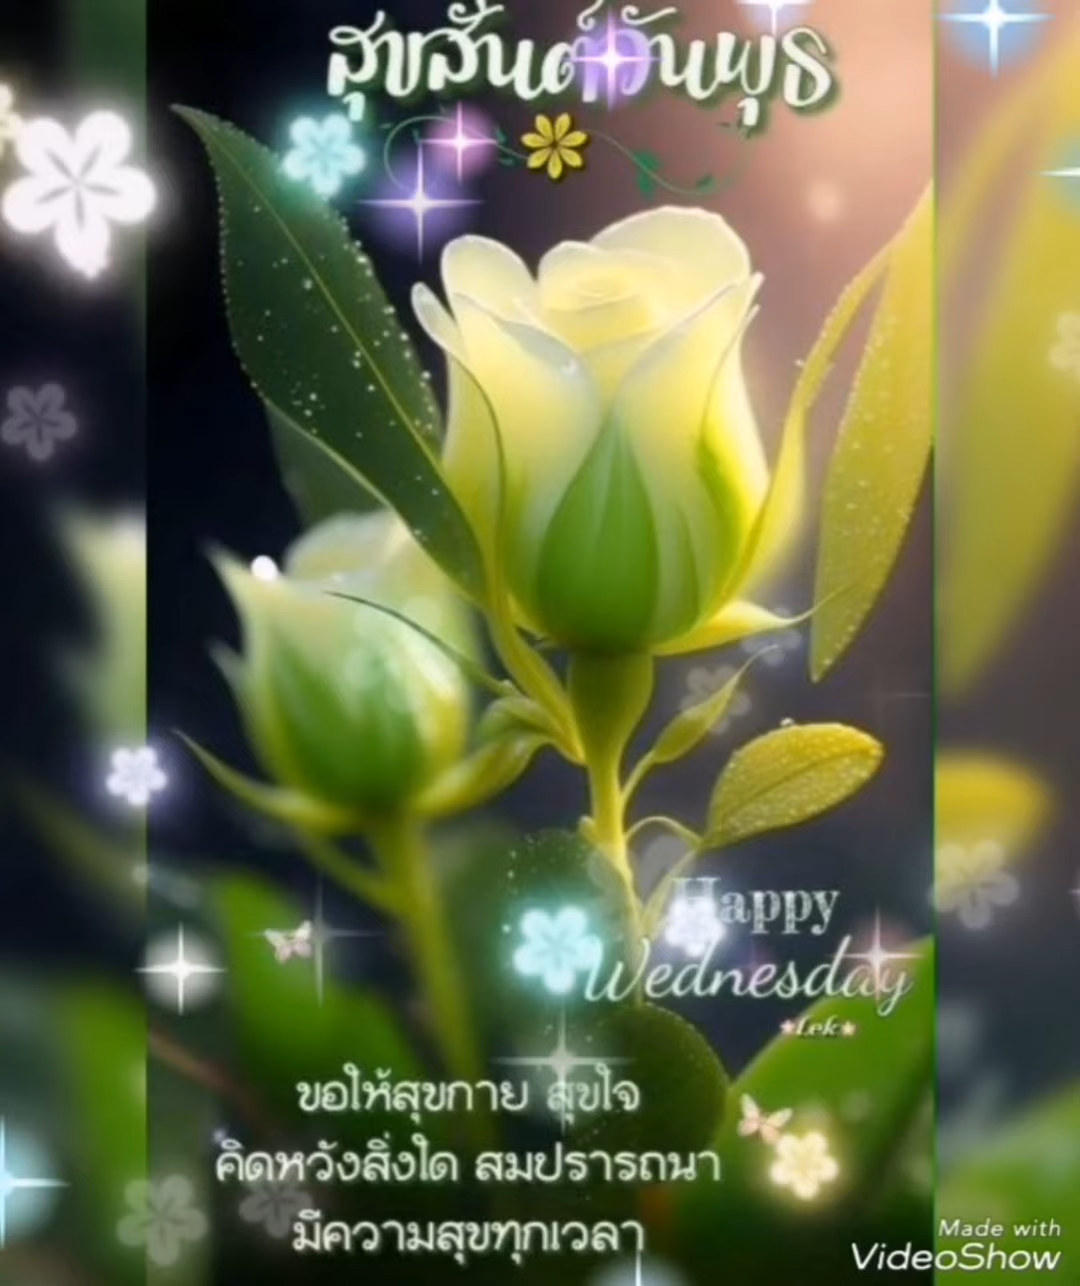 สุขสันต์วันพุธ
Happy
Wednesday
Lek
ขอให้สุขกาย สุขใจ
คิดหวังสิ่งใด สมปรารถนา
มีความสุขทุกเวลา
Made with
VideoShow